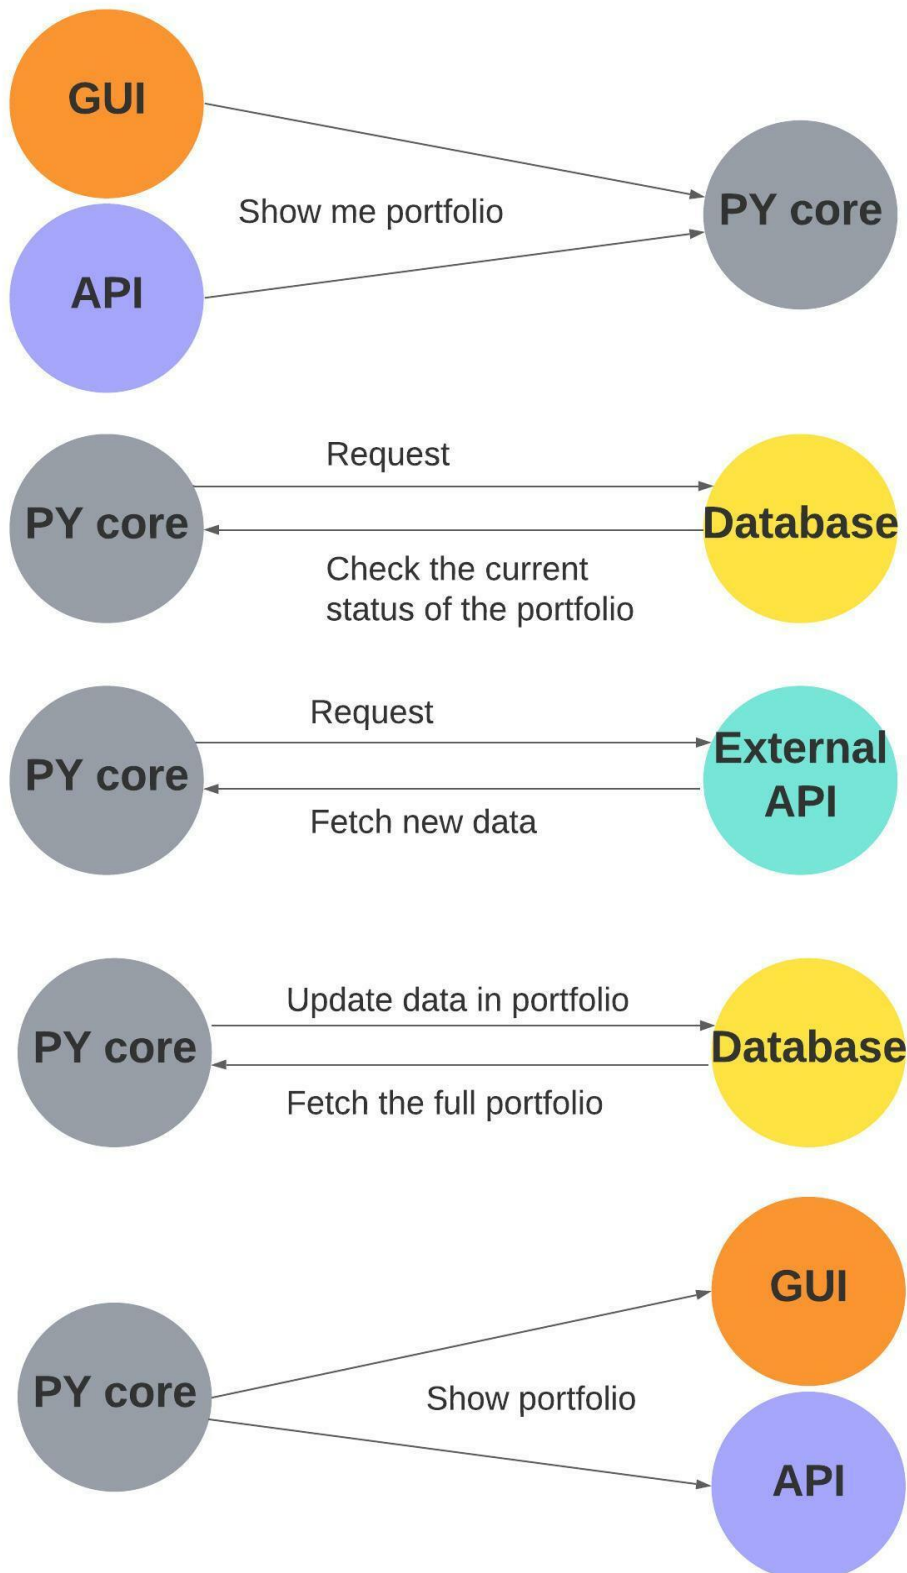 GUI
Show me portfolio
PY core
API
PY core
Request
Database
Check the current
status of the portfolio
PY core
Request
External
API
Fetch new data
PY core
Update data in portfolio
Database
Fetch the full portfolio
GUI
PY core
Show portfolio
API